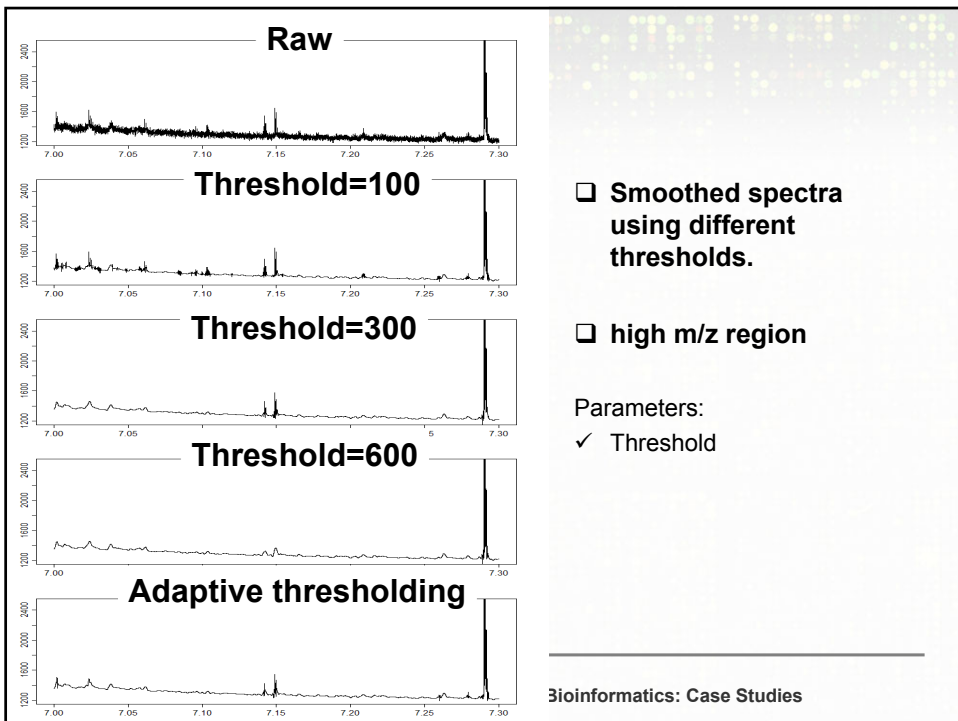 Raw
2400
2000
1600
1200
7.00 7.05 7.10 7.15 7.20 7.25 7.30
Threshold=100
2400
2000
1600
1200
7.00 7.05 7.10 7.15 7.20 7.25 7.30
Threshold=300
2400
2000
1600
1200
7.00 7.05 5 7.30
Threshold=600
2400
2000
1600
1200
7.00 7.30
Adaptive thresholding
2400
2000
1600
1200
7.00 7.05 7.10 7.15 7.20 7.25 7.30
❑ Smoothed spectra
using different
thresholds.
❑ high m/z region
Parameters:
✓ Threshold
Bioinformatics: Case Studies